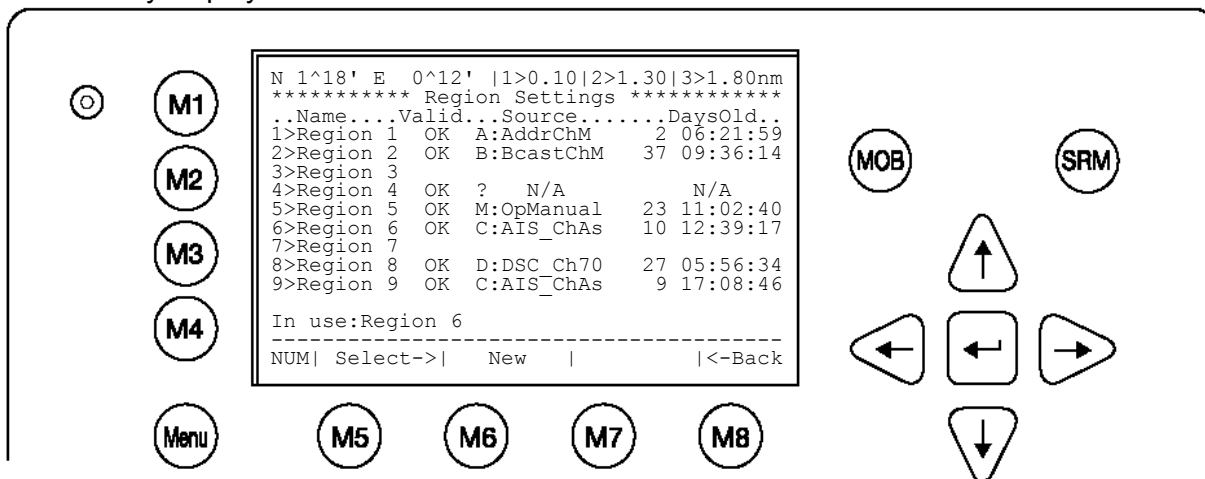 N 1^18' E  0^12' |1>0.10|2>1.30|3>1.80nm
*********** Region Settings ************
..Name....Valid...Source.......DaysOld..
1>Region 1  OK  A:AddrChM     2 06:21:59
2>Region 2  OK  B:BcastChM   37 09:36:14
3>Region 3
4>Region 4  OK  ?   N/A          N/A
5>Region 5  OK  M:OpManual   23 11:02:40
6>Region 6  OK  C:AIS_ChAs   10 12:39:17
7>Region 7
8>Region 8  OK  D:DSC_Ch70   27 05:56:34
9>Region 9  OK  C:AIS_ChAs    9 17:08:46
In use:Region 6
----------------------------------------
NUM| Select->|   New   |         |<-Back
M1
M2
M3
M4
Menu
M5
M6
M7
M8
MOB
SRM